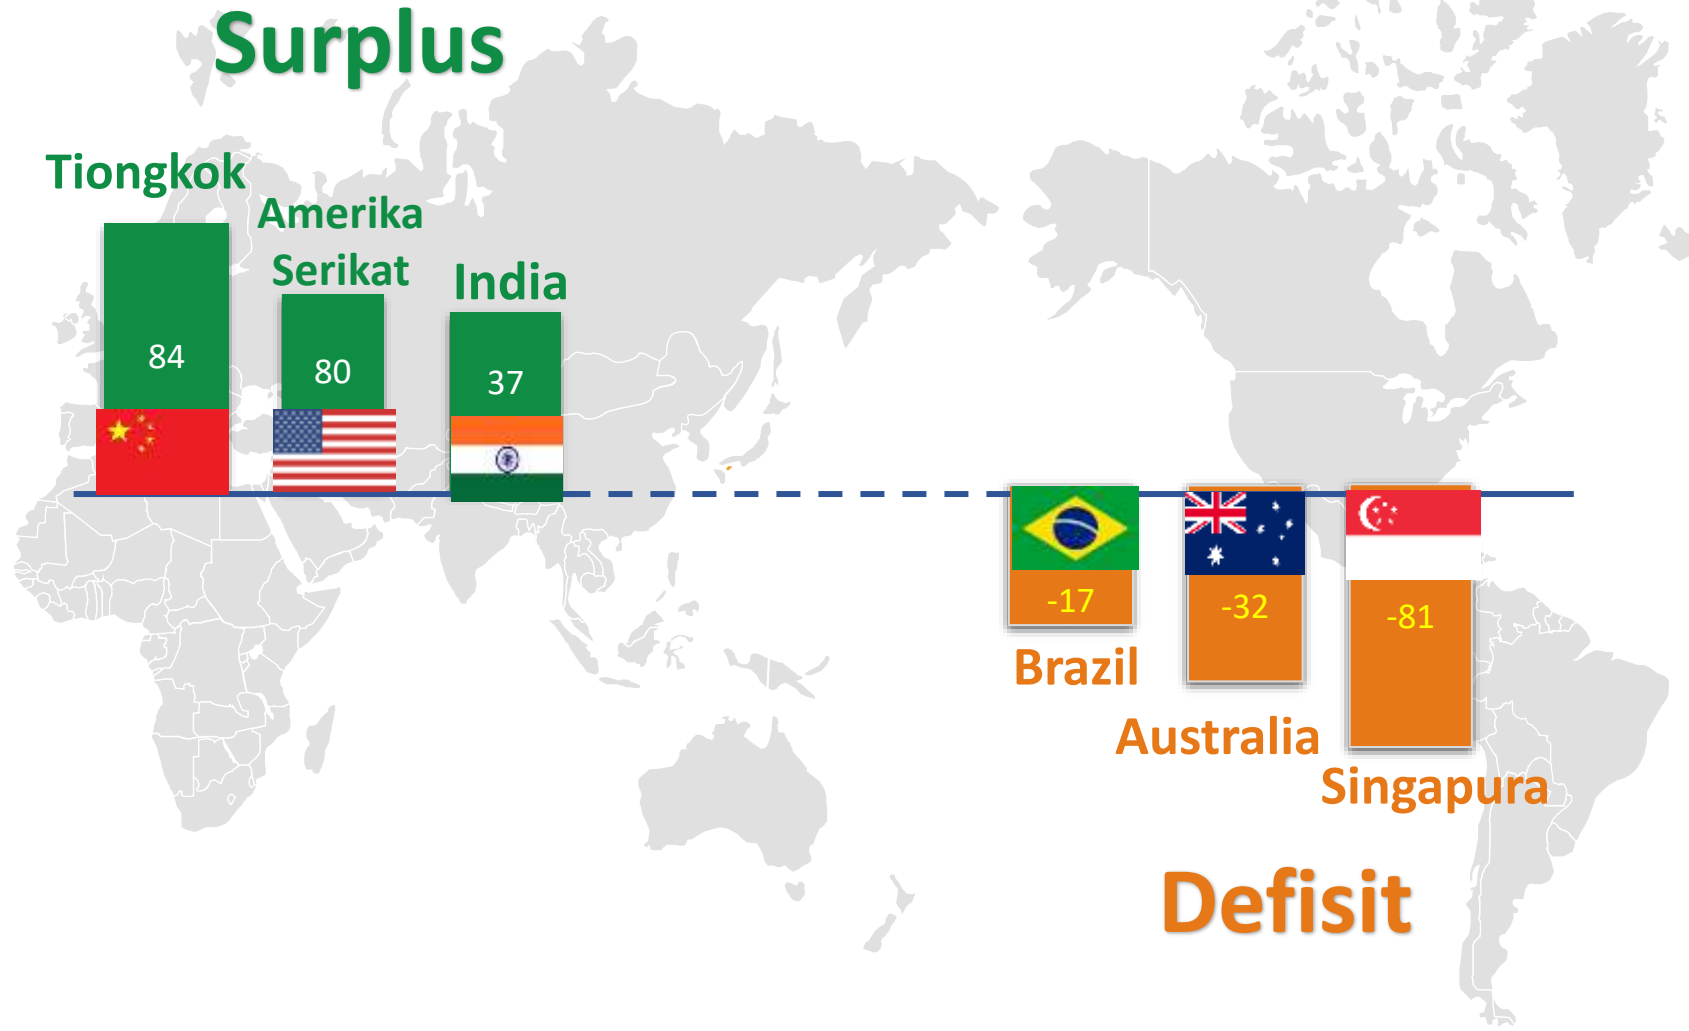 Surplus
Tiongkok
Amerika
Serikat
India
84
80
37
-17
-32
-81
Brazil
Australia
Singapura
Defisit